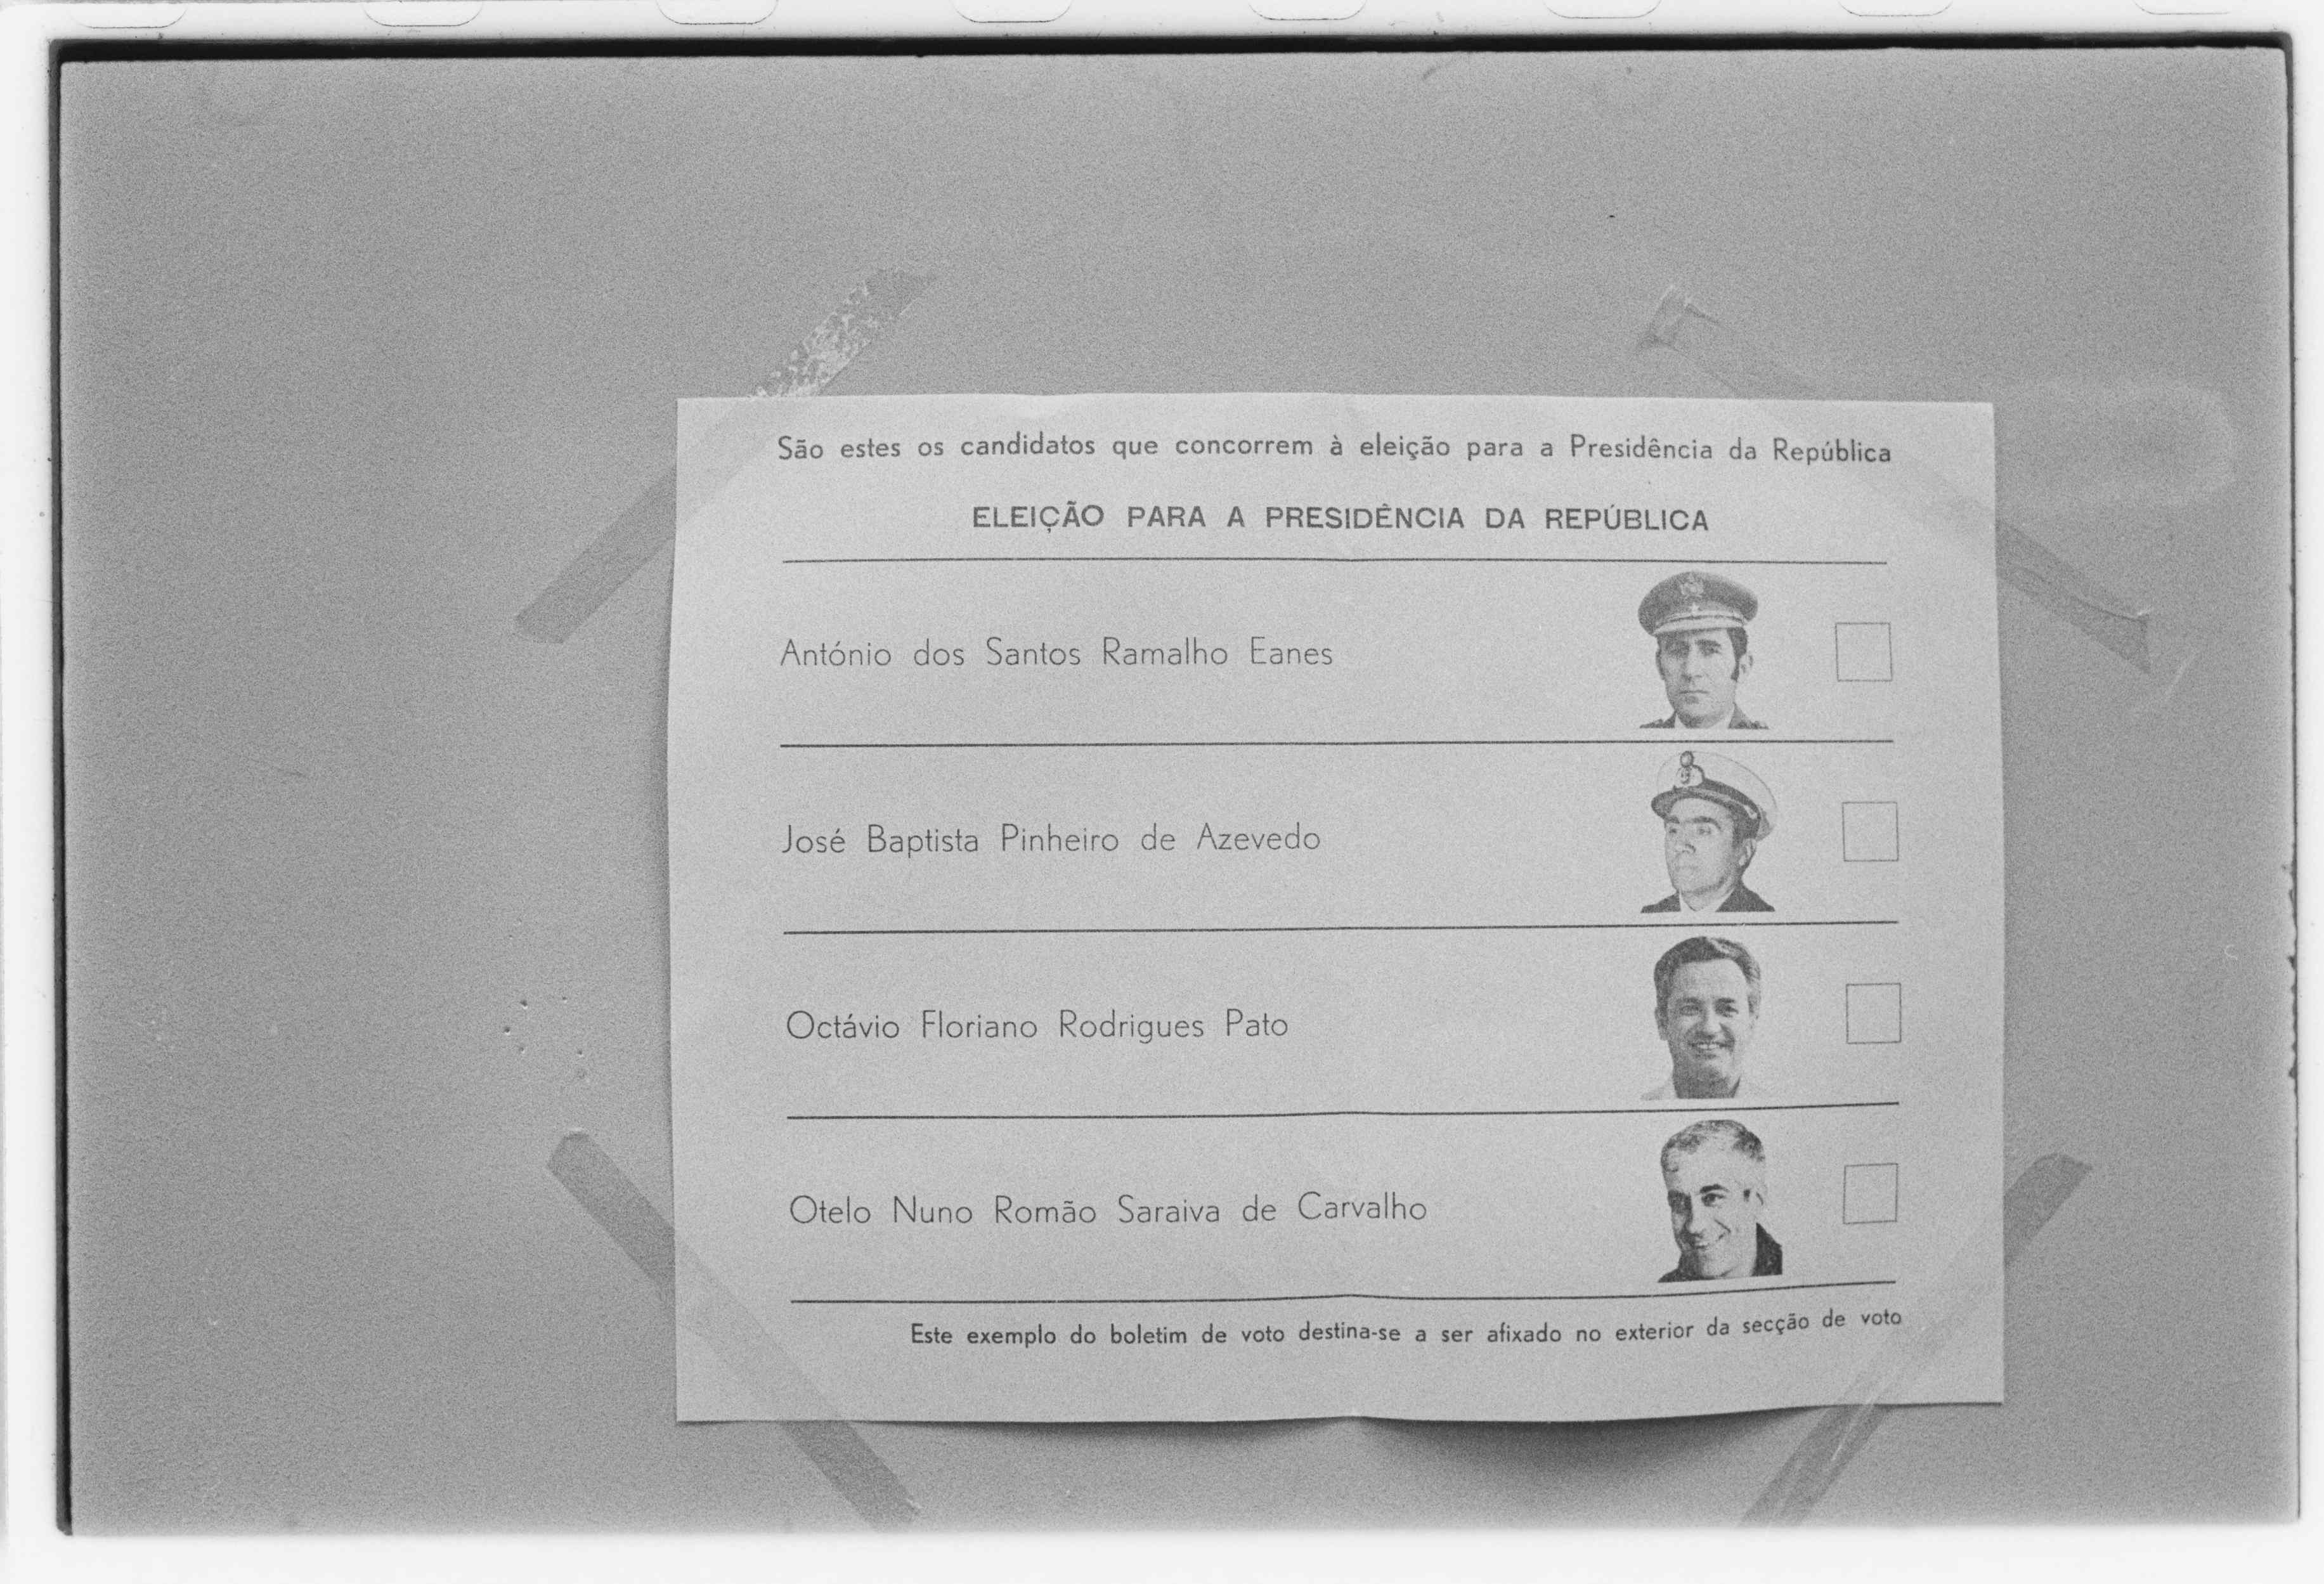 São estes os candidatos que concorrem à eleição para a Presidência da República
ELEIÇÃO PARA A PRESIDÊNCIA DA REPÚBLICA
António dos Santos Ramalho Eanes
José Baptista Pinheiro de Azevedo
Octávio Floriano Rodrigues Pato
Otelo Nuno Romão Saraiva de Carvalho
Este exemplo do boletim de voto destina-se a ser afixado no exterior da secção de voto